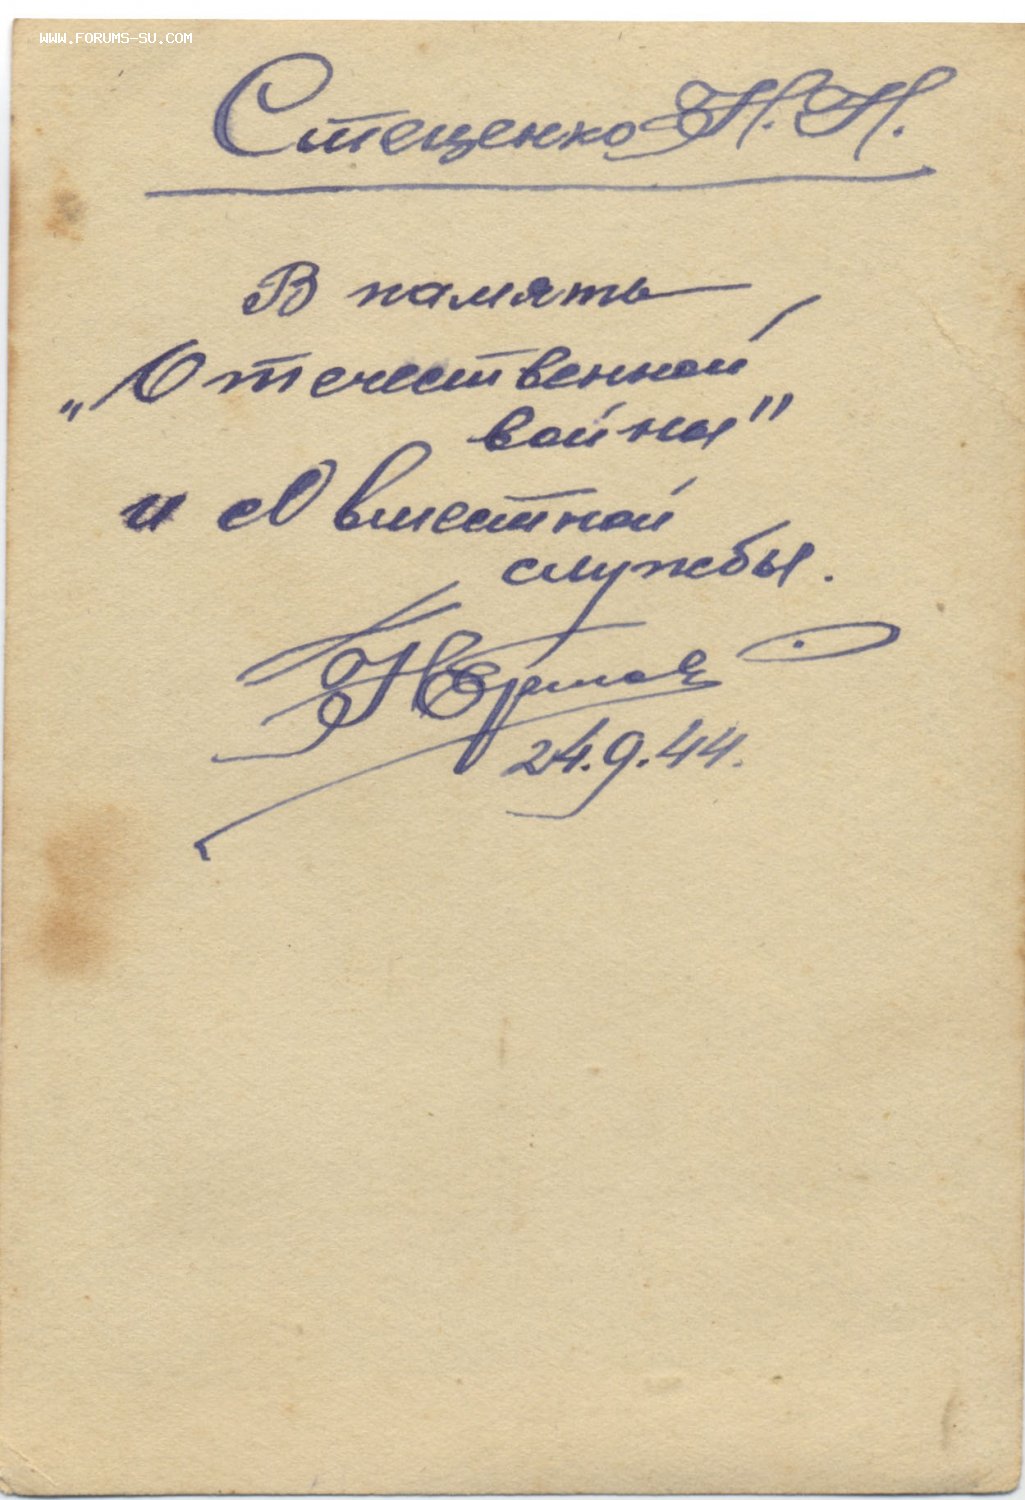 WWW.FORUMS-SU.COM
Стеценко Н.Н.
В память
„Отечественной
войны"
и совместной
службы.
24.9.44.